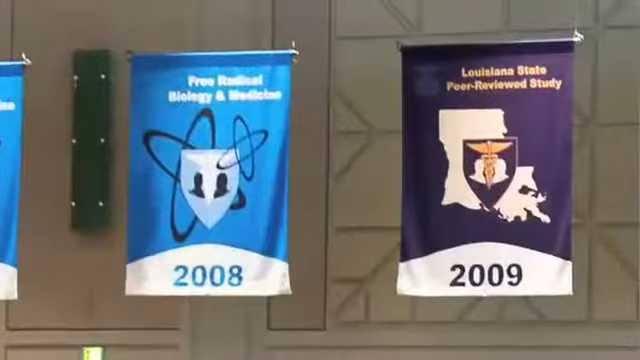 Free Radical
Biology & Medicine
2008
Louisiana State
Peer-Reviewed Study
2009